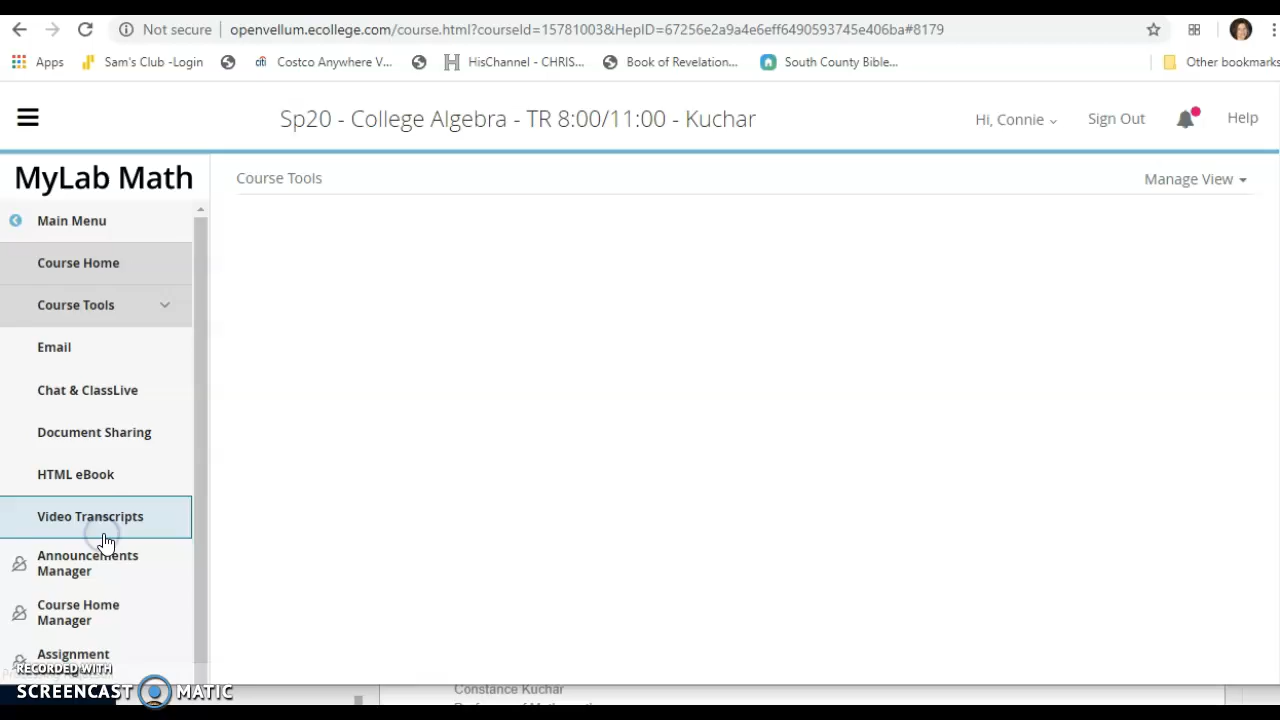 Not secure openvellum.ecollege.com/course.html?courseId=15781003&HepID=67256e2a9a4e6eff6490593745e406ba#8179
Apps Sam's Club -Login Costco Anywhere V... HisChannel - CHRIS... Book of Revelation... South County Bible... Other bookmarks
Sp20 - College Algebra - TR 8:00/11:00 - Kuchar Hi, Connie Sign Out Help
MyLab Math
Course Tools Manage View
Main Menu
Course Home
Course Tools
Email
Chat & ClassLive
Document Sharing
HTML eBook
Video Transcripts
Announcements
Manager
Course Home
Manager
Assignment
RECORDED WITH
SCREENCAST MATIC
Constance Kuchar